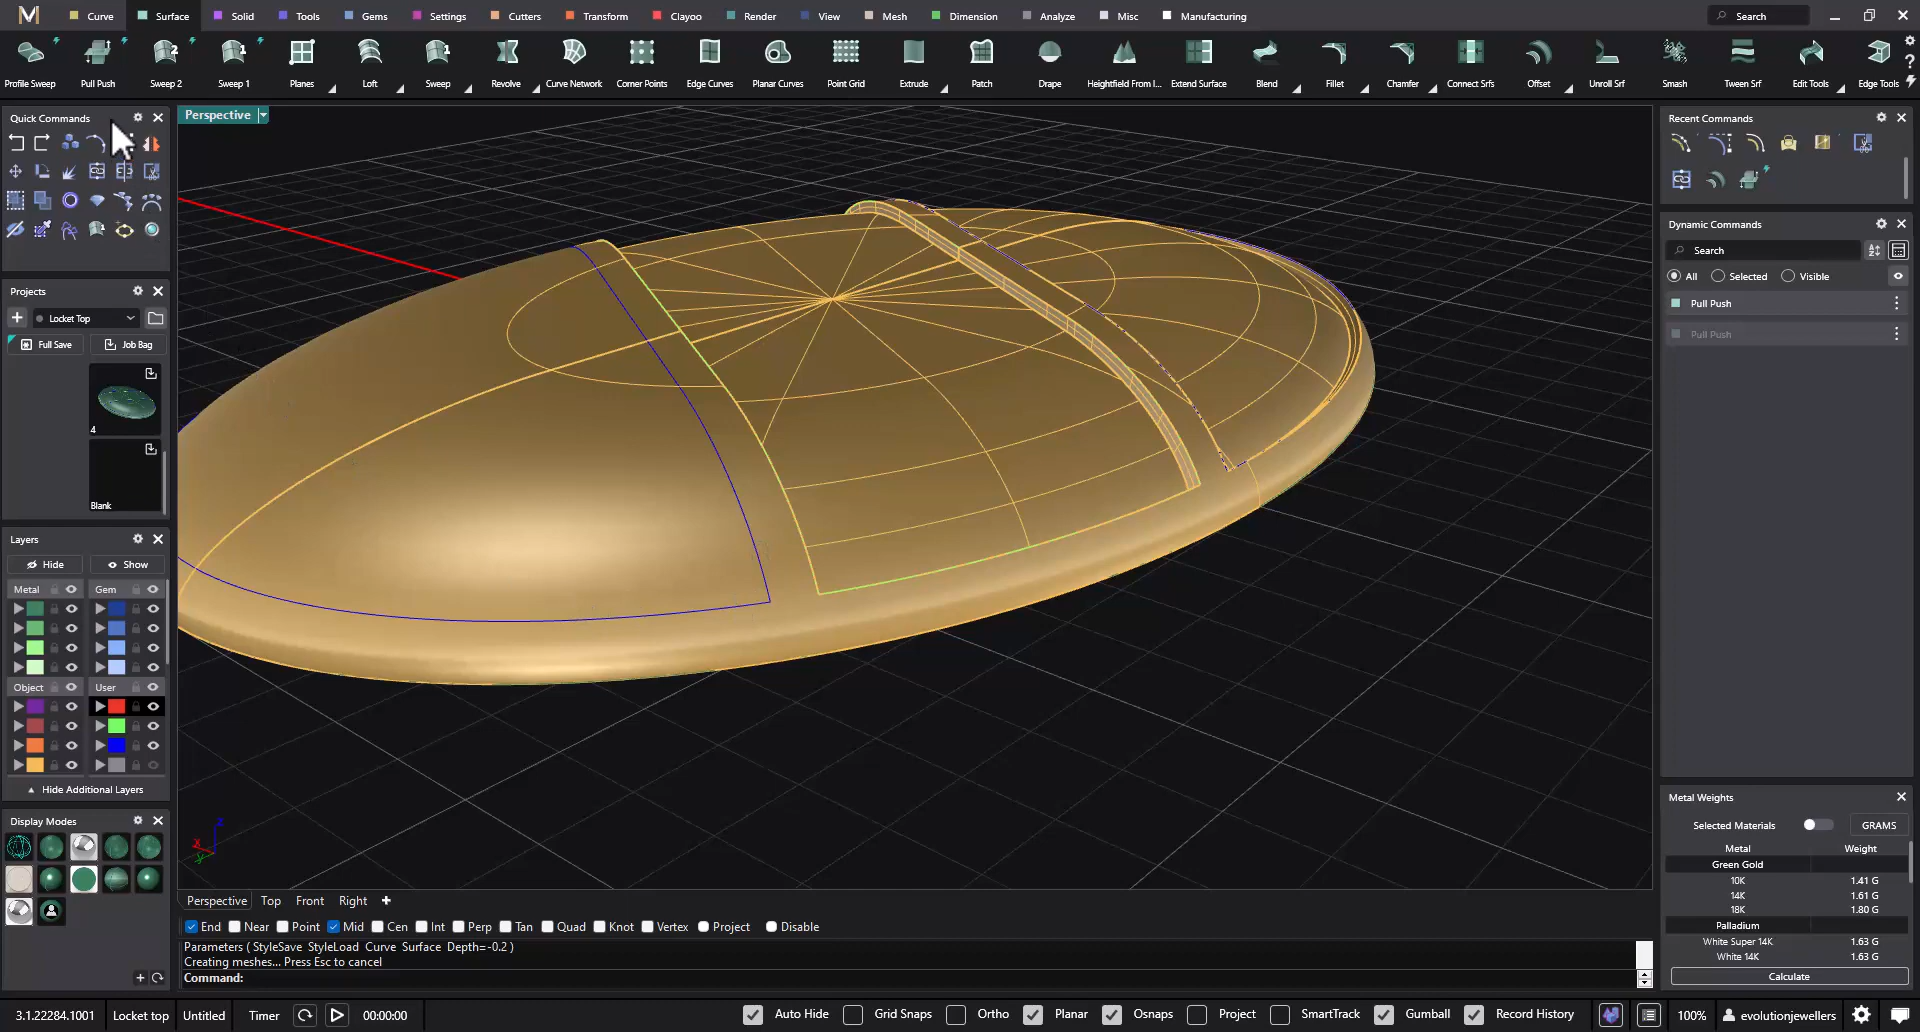 Curve Surface Solid Tools Gems Settings Cutters Transform Clayoo Render View Mesh Dimension Analyze Misc Manufacturing Search
Profile Sweep Pull Push Sweep 2 Sweep 1 Planes Loft Sweep Revolve Curve Network Corner Points Edge Curves Planar Curves Point Grid Extrude Patch Drape Heightfield From I... Extend Surface Blend Fillet Chamfer Connect Srfs Offset Unroll Srf Smash Tween Srf Edit Tools Edge Tools
Quick Commands
Perspective
Recent Commands
Dynamic Commands
Search
All Selected Visible
Pull Push
Pull Push
Projects
Locket Top
Full Save Job Bag
4
Blank
Layers
Hide Show
Metal Gem
Object User
Hide Additional Layers
Display Modes
z
x
y
Metal Weights
Selected Materials GRAMS
Metal Weight
Green Gold
10K 1.41 G
14K 1.61 G
18K 1.80 G
Palladium
White Super 14K 1.63 G
White 14K 1.63 G
Calculate
Perspective Top Front Right
End Near Point Mid Cen Int Perp Tan Quad Knot Vertex Project Disable
Parameters ( StyleSave StyleLoad Curve Surface Depth=-0.2 )
Creating meshes... Press Esc to cancel
Command:
3.1.22284.1001 Locket top Untitled Timer 00:00:00 Auto Hide Grid Snaps Ortho Planar Osnaps Project SmartTrack Gumball Record History 100% evolutionjewellers